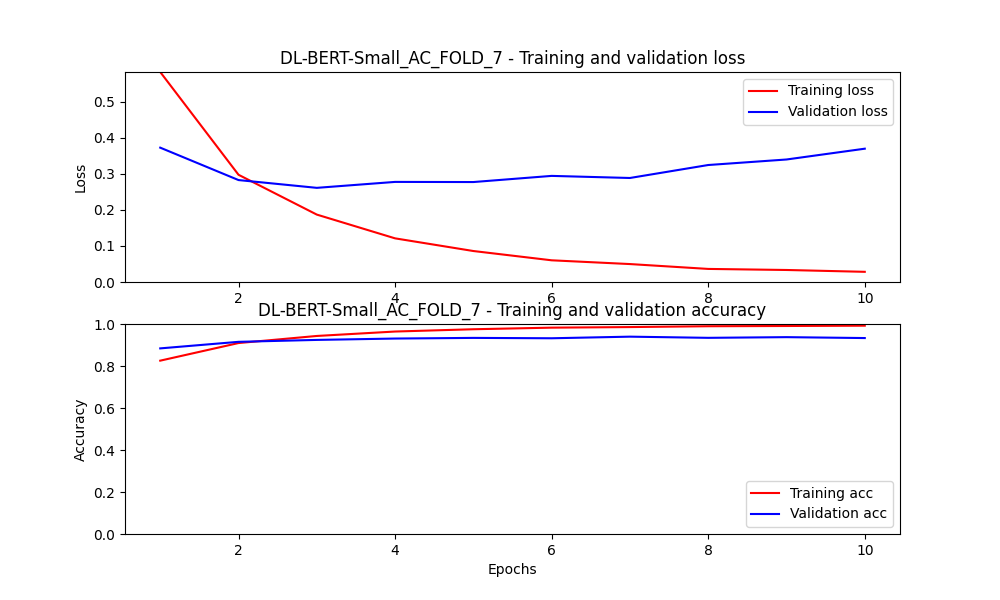 DL-BERT-Small_AC_FOLD_7 - Training and validation loss
Loss
0.5
0.4
0.3
0.2
0.1
0.0
Training loss
Validation loss
2 4 6 8 10
DL-BERT-Small_AC_FOLD_7 - Training and validation accuracy
Accuracy
1.0
0.8
0.6
0.4
0.2
0.0
Training acc
Validation acc
2 4 6 8 10
Epochs